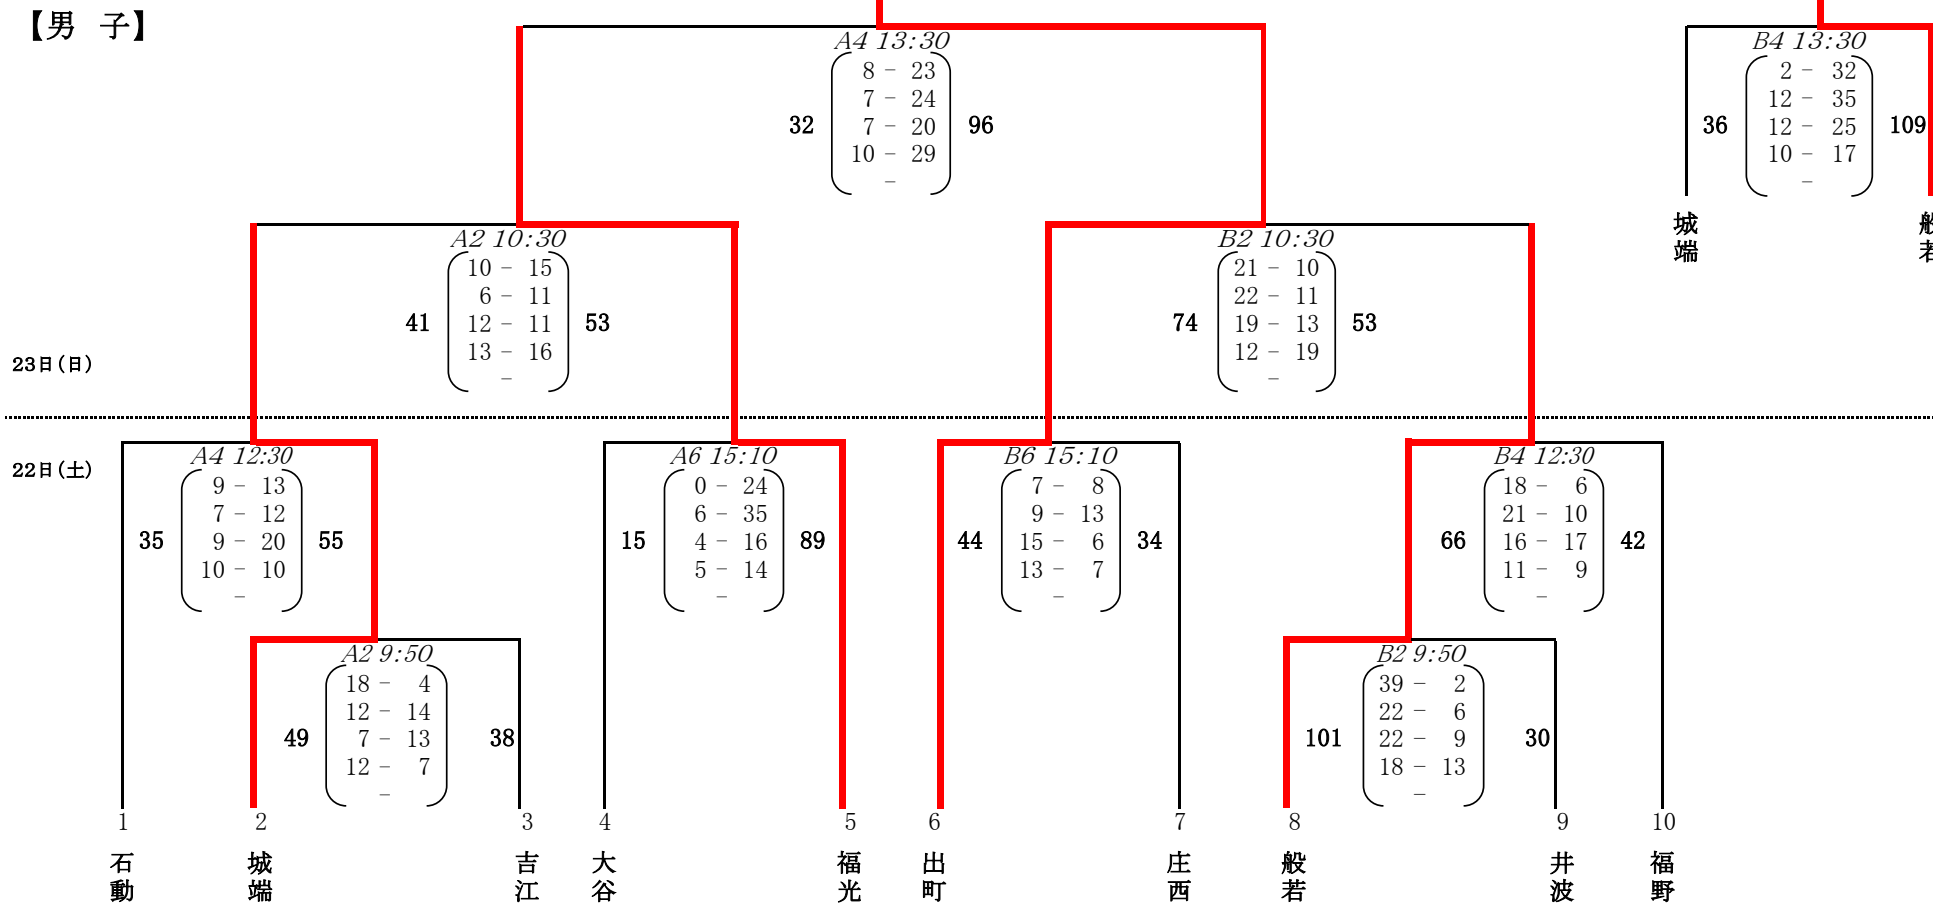 【男 子】
A4 13:30
8 - 23
7 - 24
32 7 - 20 96
10 - 29
-
B4 13:30
2 - 32
12 - 35
36 12 - 25 109
10 - 17
-
城端
般若
A2 10:30
10 - 15
6 - 11
41 12 - 11 53
13 - 16
-
B2 10:30
21 - 10
22 - 11
74 19 - 13 53
12 - 19
-
23日(日)
22日(土)
A4 12:30
9 - 13
7 - 12
35 9 - 20 55
10 - 10
-
A6 15:10
0 - 24
6 - 35
15 4 - 16 89
5 - 14
-
B6 15:10
7 - 8
9 - 13
44 15 - 6 34
13 - 7
-
B4 12:30
18 - 6
21 - 10
66 16 - 17 42
11 - 9
-
A2 9:50
18 - 4
12 - 14
49 7 - 13 38
12 - 7
-
B2 9:50
39 - 2
22 - 6
101 22 - 9 30
18 - 13
-
1 2 3 4 5 6 7 8 9 10
石動 城端 吉江 大谷 福光 出町 庄西 般若 井波 福野